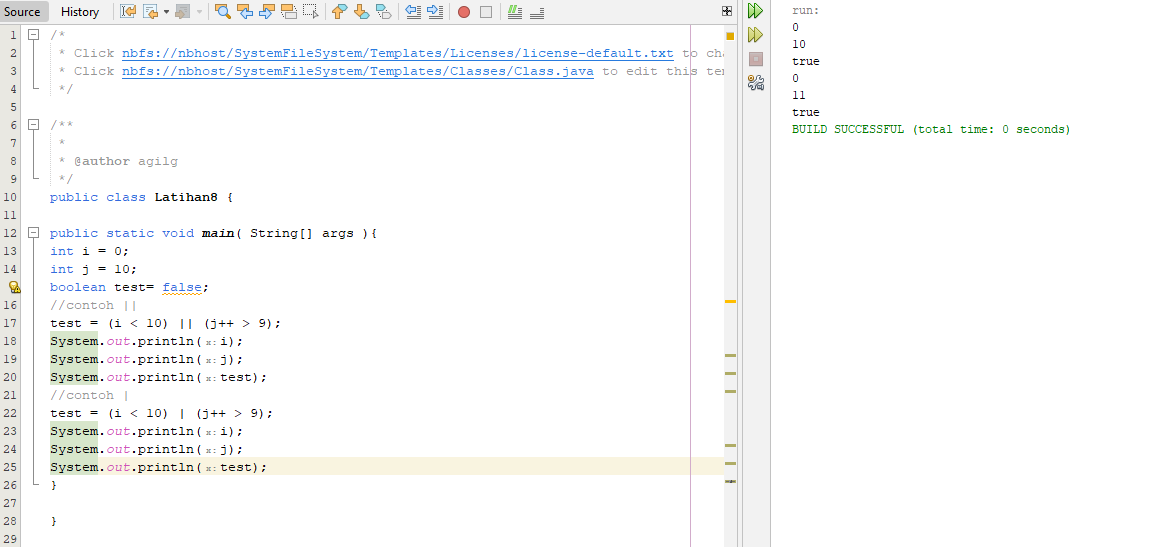 Source History
1 /*
2 * Click nbfs://nbhost/SystemFileSystem/Templates/Licenses/license-default.txt to cha
3 * Click nbfs://nbhost/SystemFileSystem/Templates/Classes/Class.java to edit this ter
4 */
5
6 /**
7 *
8 * @author agilg
9 */
10 public class Latihan8 {
11
12 public static void main( String[] args ){
13 int i = 0;
14 int j = 10;
boolean test= false;
16 //contoh ||
17 test = (i < 10) || (j++ > 9);
18 System.out.println( x: i);
19 System.out.println( x: j);
20 System.out.println( x: test);
21 //contoh |
22 test = (i < 10) | (j++ > 9);
23 System.out.println( x: i);
24 System.out.println( x: j);
25 System.out.println( x: test);
26 }
27
28 }
29
run:
0
10
true
0
11
true
BUILD SUCCESSFUL (total time: 0 seconds)